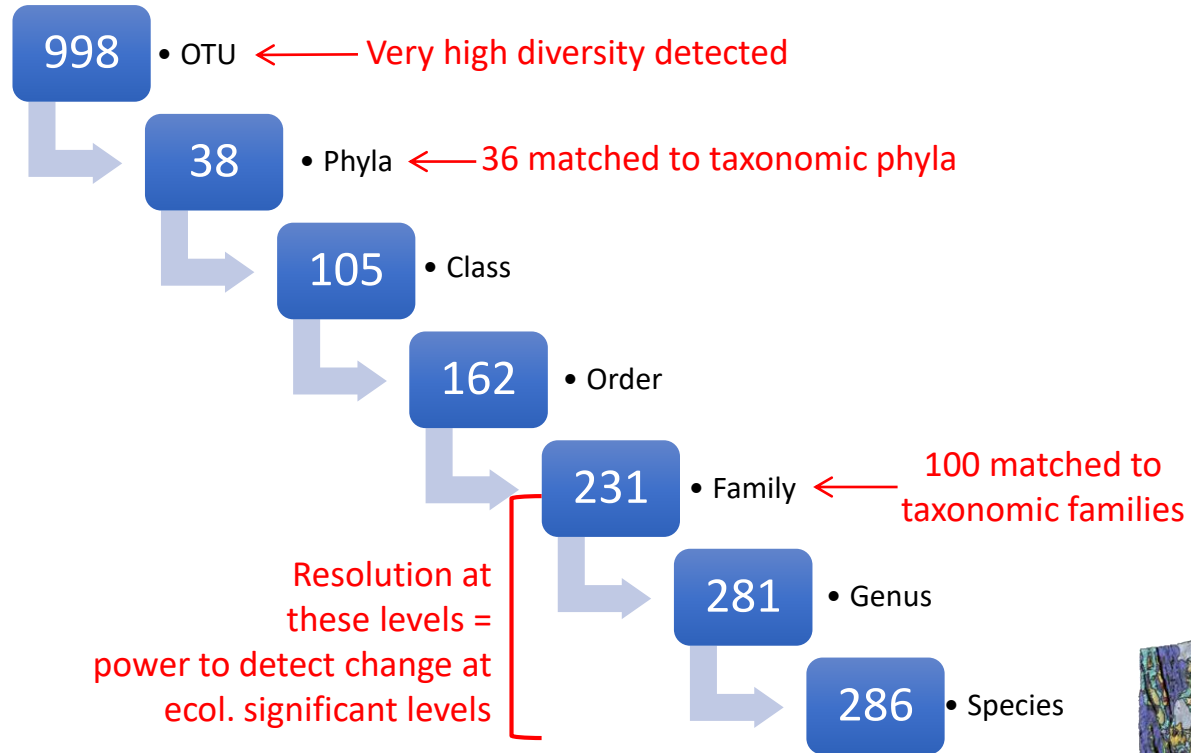 998 • OTU ← Very high diversity detected
38 • Phyla ← 36 matched to taxonomic phyla
105 • Class
162 • Order
231 • Family ← 100 matched to
taxonomic families
Resolution at
these levels =
power to detect change at
ecol. significant levels
281 • Genus
286 • Species